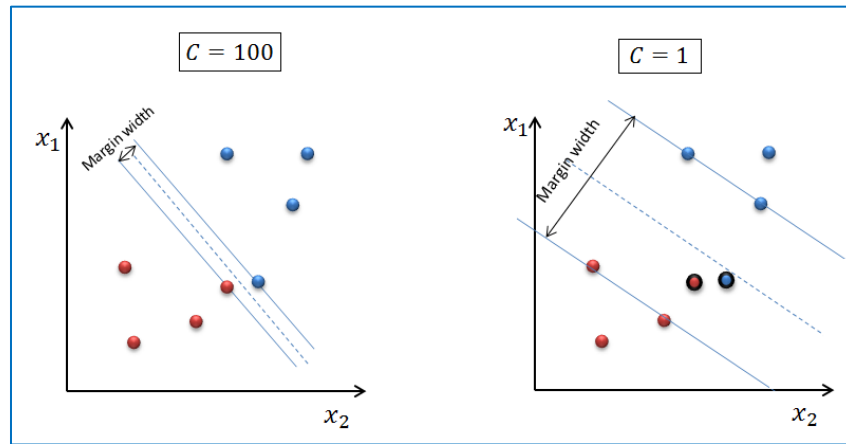 C = 100
x₁
Margin width
x₂
C = 1
x₁
Margin width
x₂